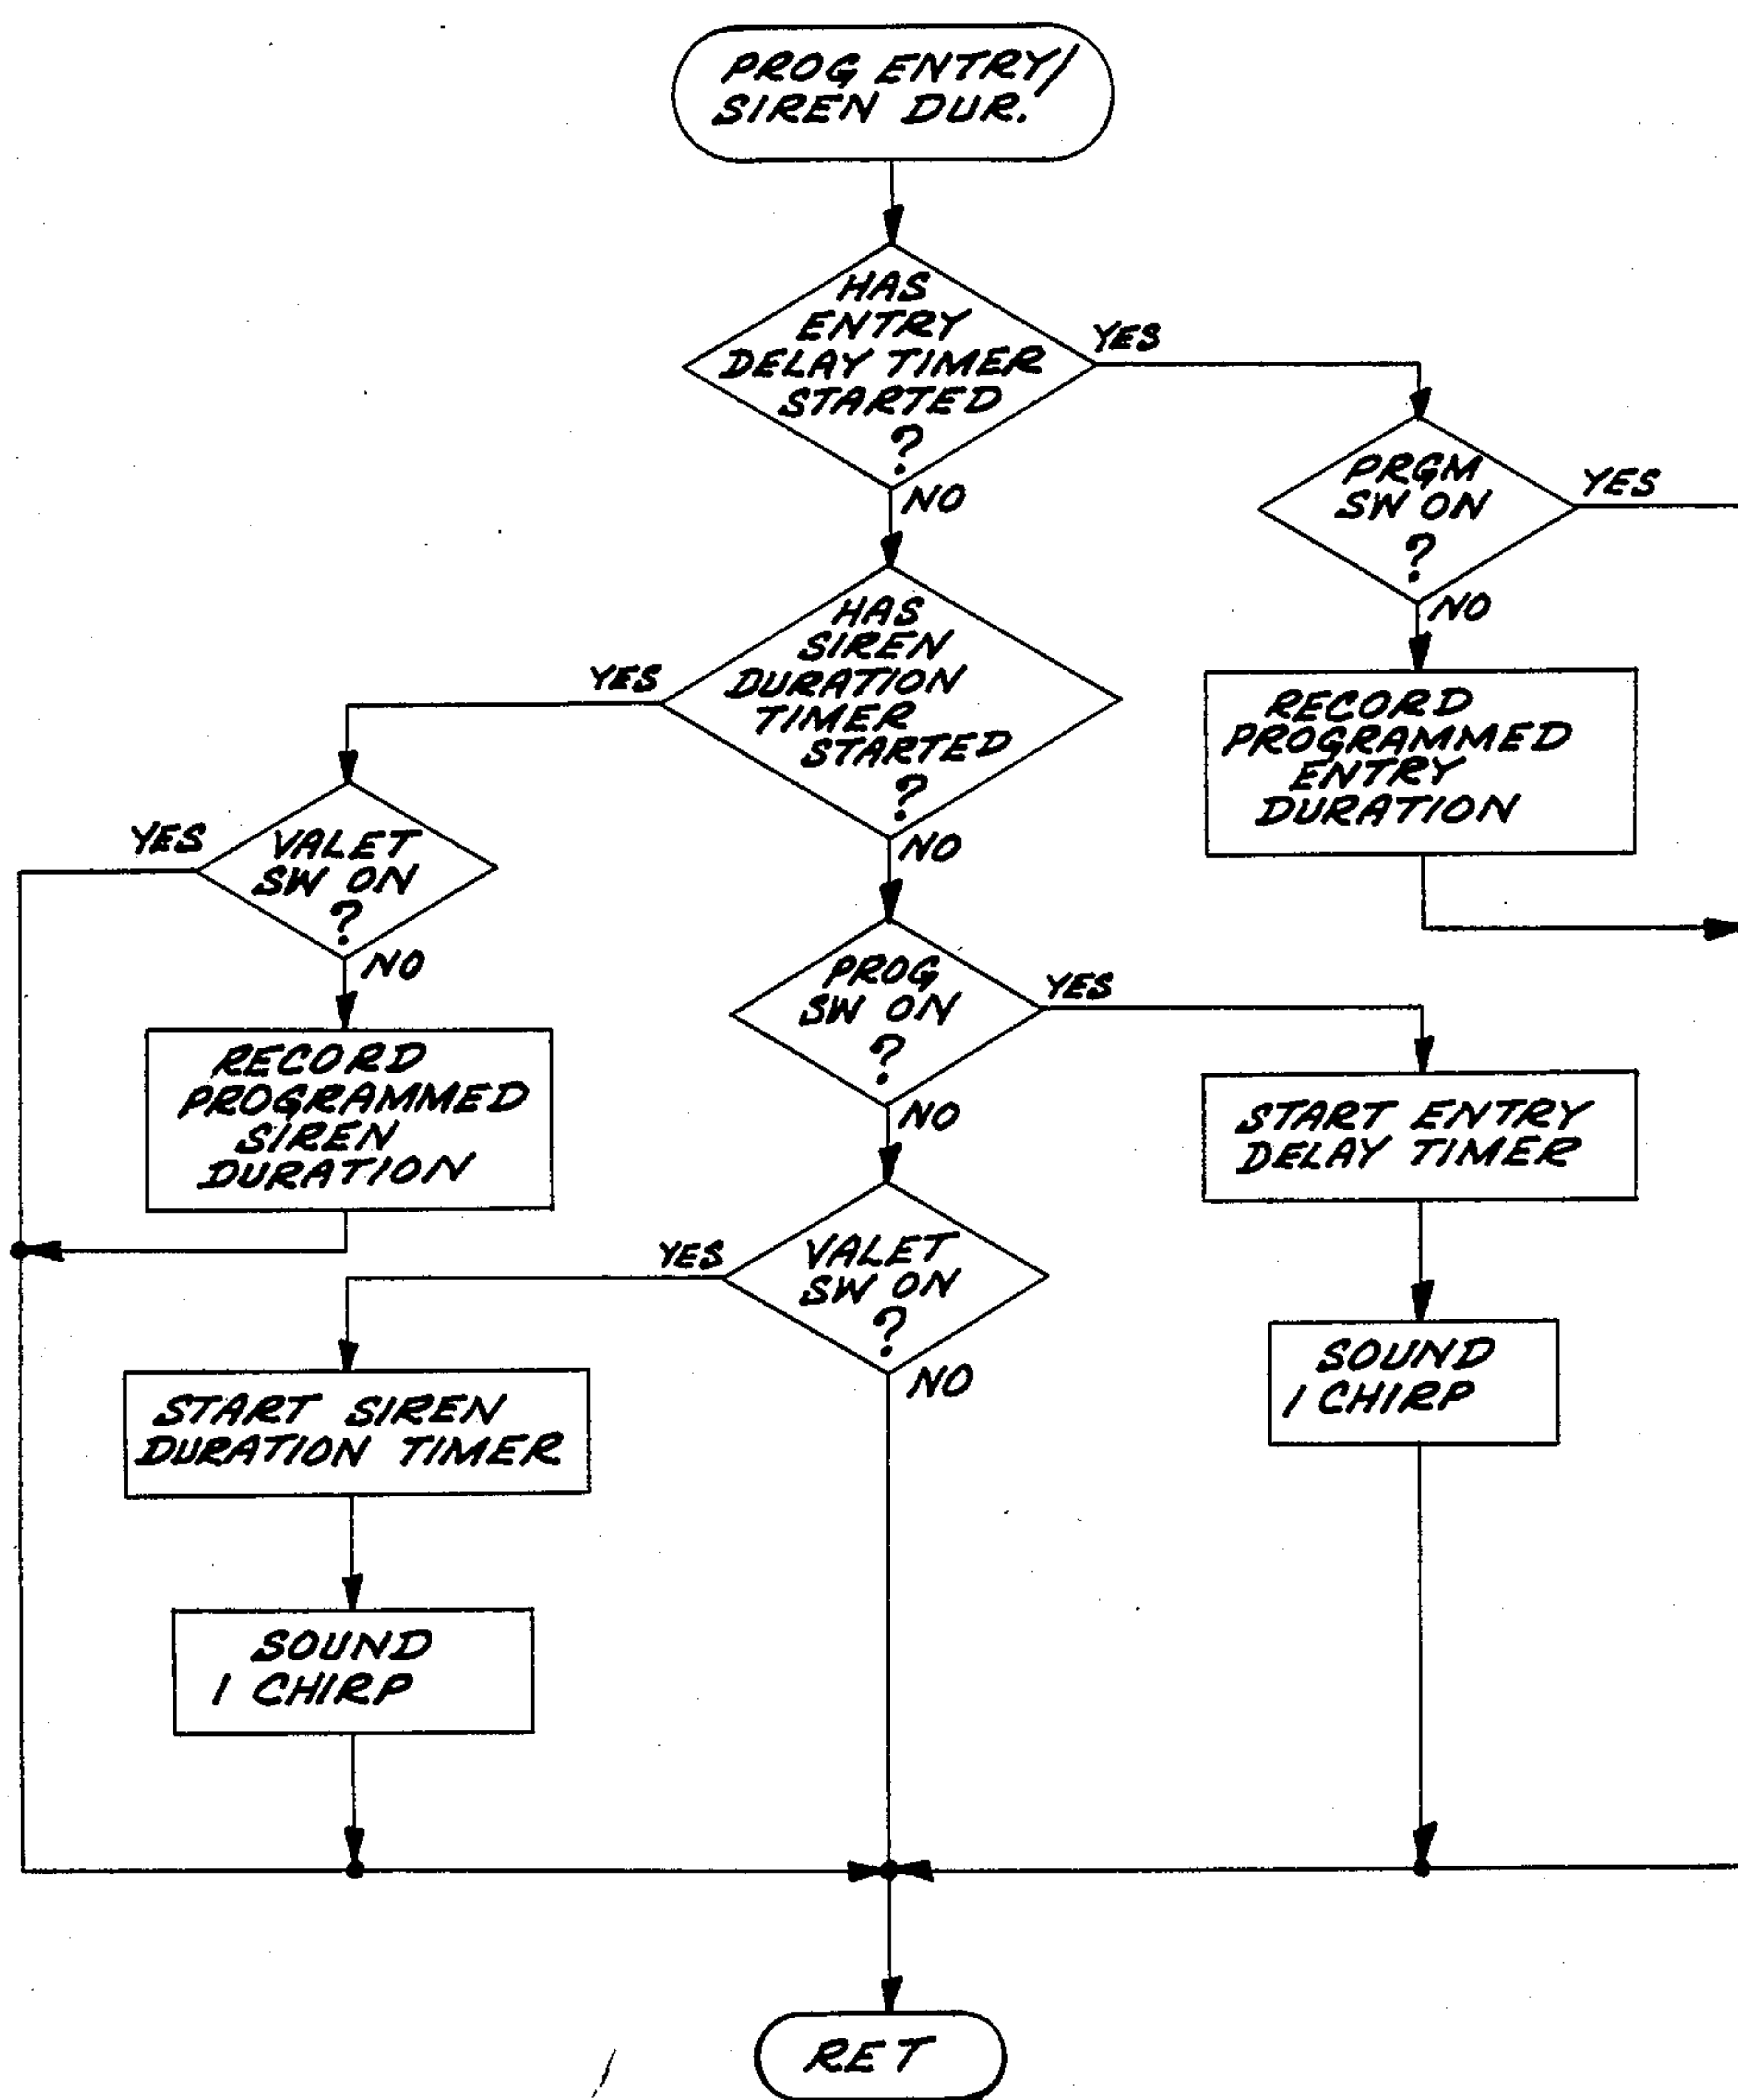 PROG ENTRY/
SIREN DUR.
HAS
ENTRY
DELAY TIMER
STARTED
?
YES
NO
PRGM
SW ON
?
YES
NO
RECORD
PROGRAMMED
ENTRY
DURATION
HAS
SIREN
DURATION
TIMER
STARTED
?
YES
NO
VALET
SW ON
?
YES
NO
RECORD
PROGRAMMED
SIREN
DURATION
PROG
SW ON
?
YES
NO
START ENTRY
DELAY TIMER
SOUND
1 CHIRP
VALET
SW ON
?
YES
NO
START SIREN
DURATION TIMER
SOUND
1 CHIRP
RET